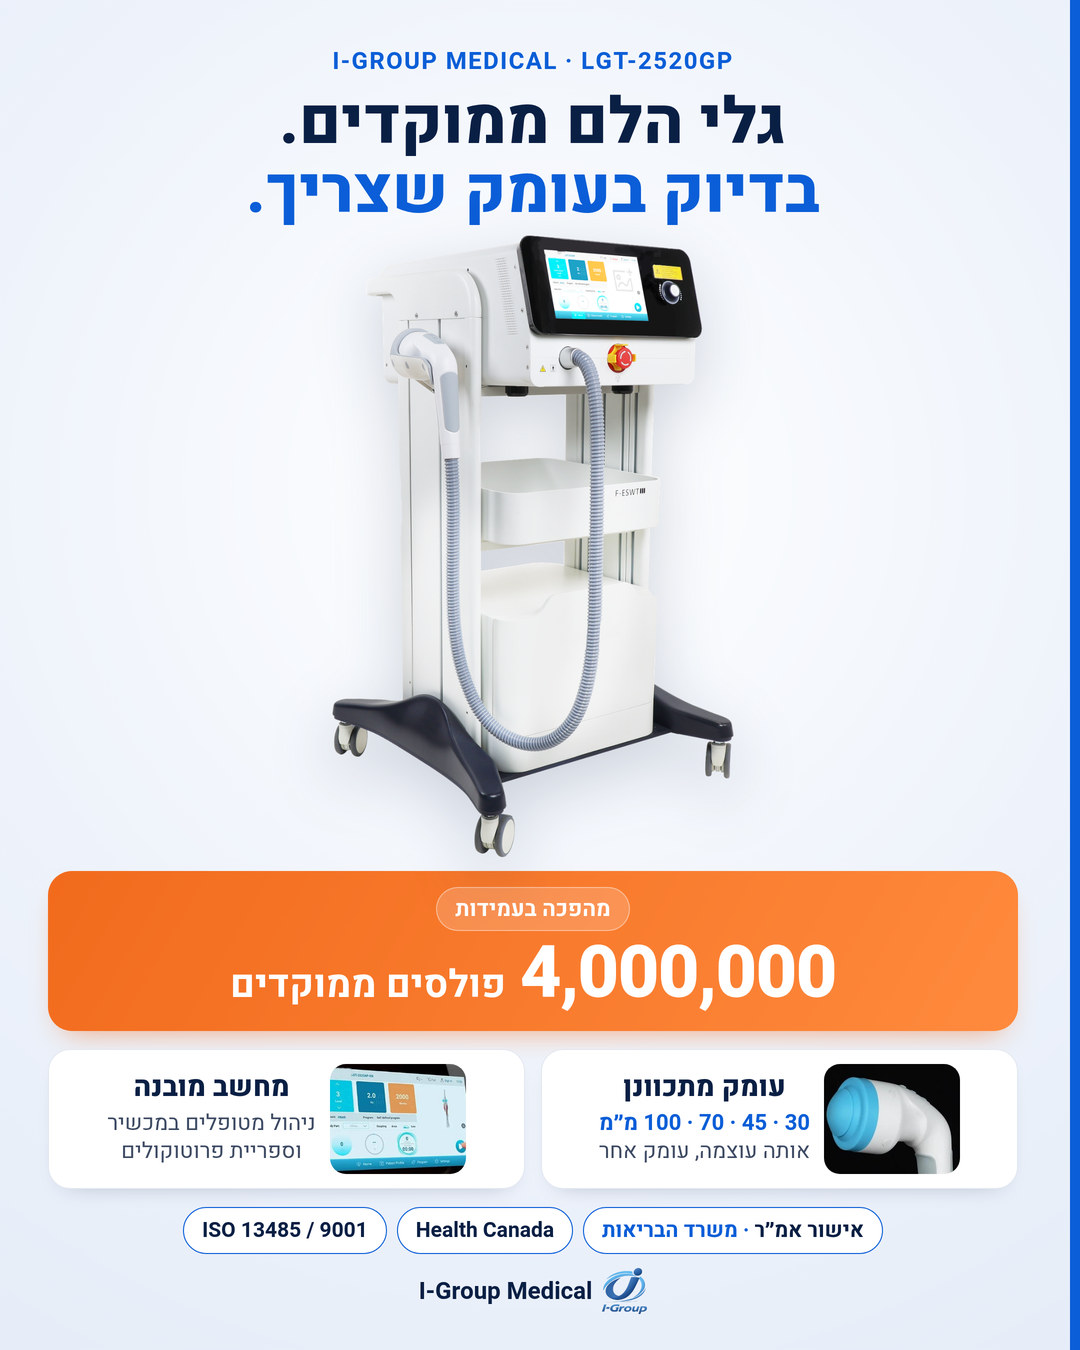 I-GROUP MEDICAL · LGT-2520GP
גלי הלם ממוקדים.
בדיוק בעומק שצריך.
F-ESWT
מהפכה בעמידות
4,000,000 פולסים ממוקדים
עומק מתכוונן
30 · 45 · 70 · 100 מ״מ
אותה עוצמה, עומק אחר
מחשב מובנה
ניהול מטופלים במכשיר
וספריית פרוטוקולים
אישור אמ״ר · משרד הבריאות
Health Canada
ISO 13485 / 9001
I-Group Medical
I-Group